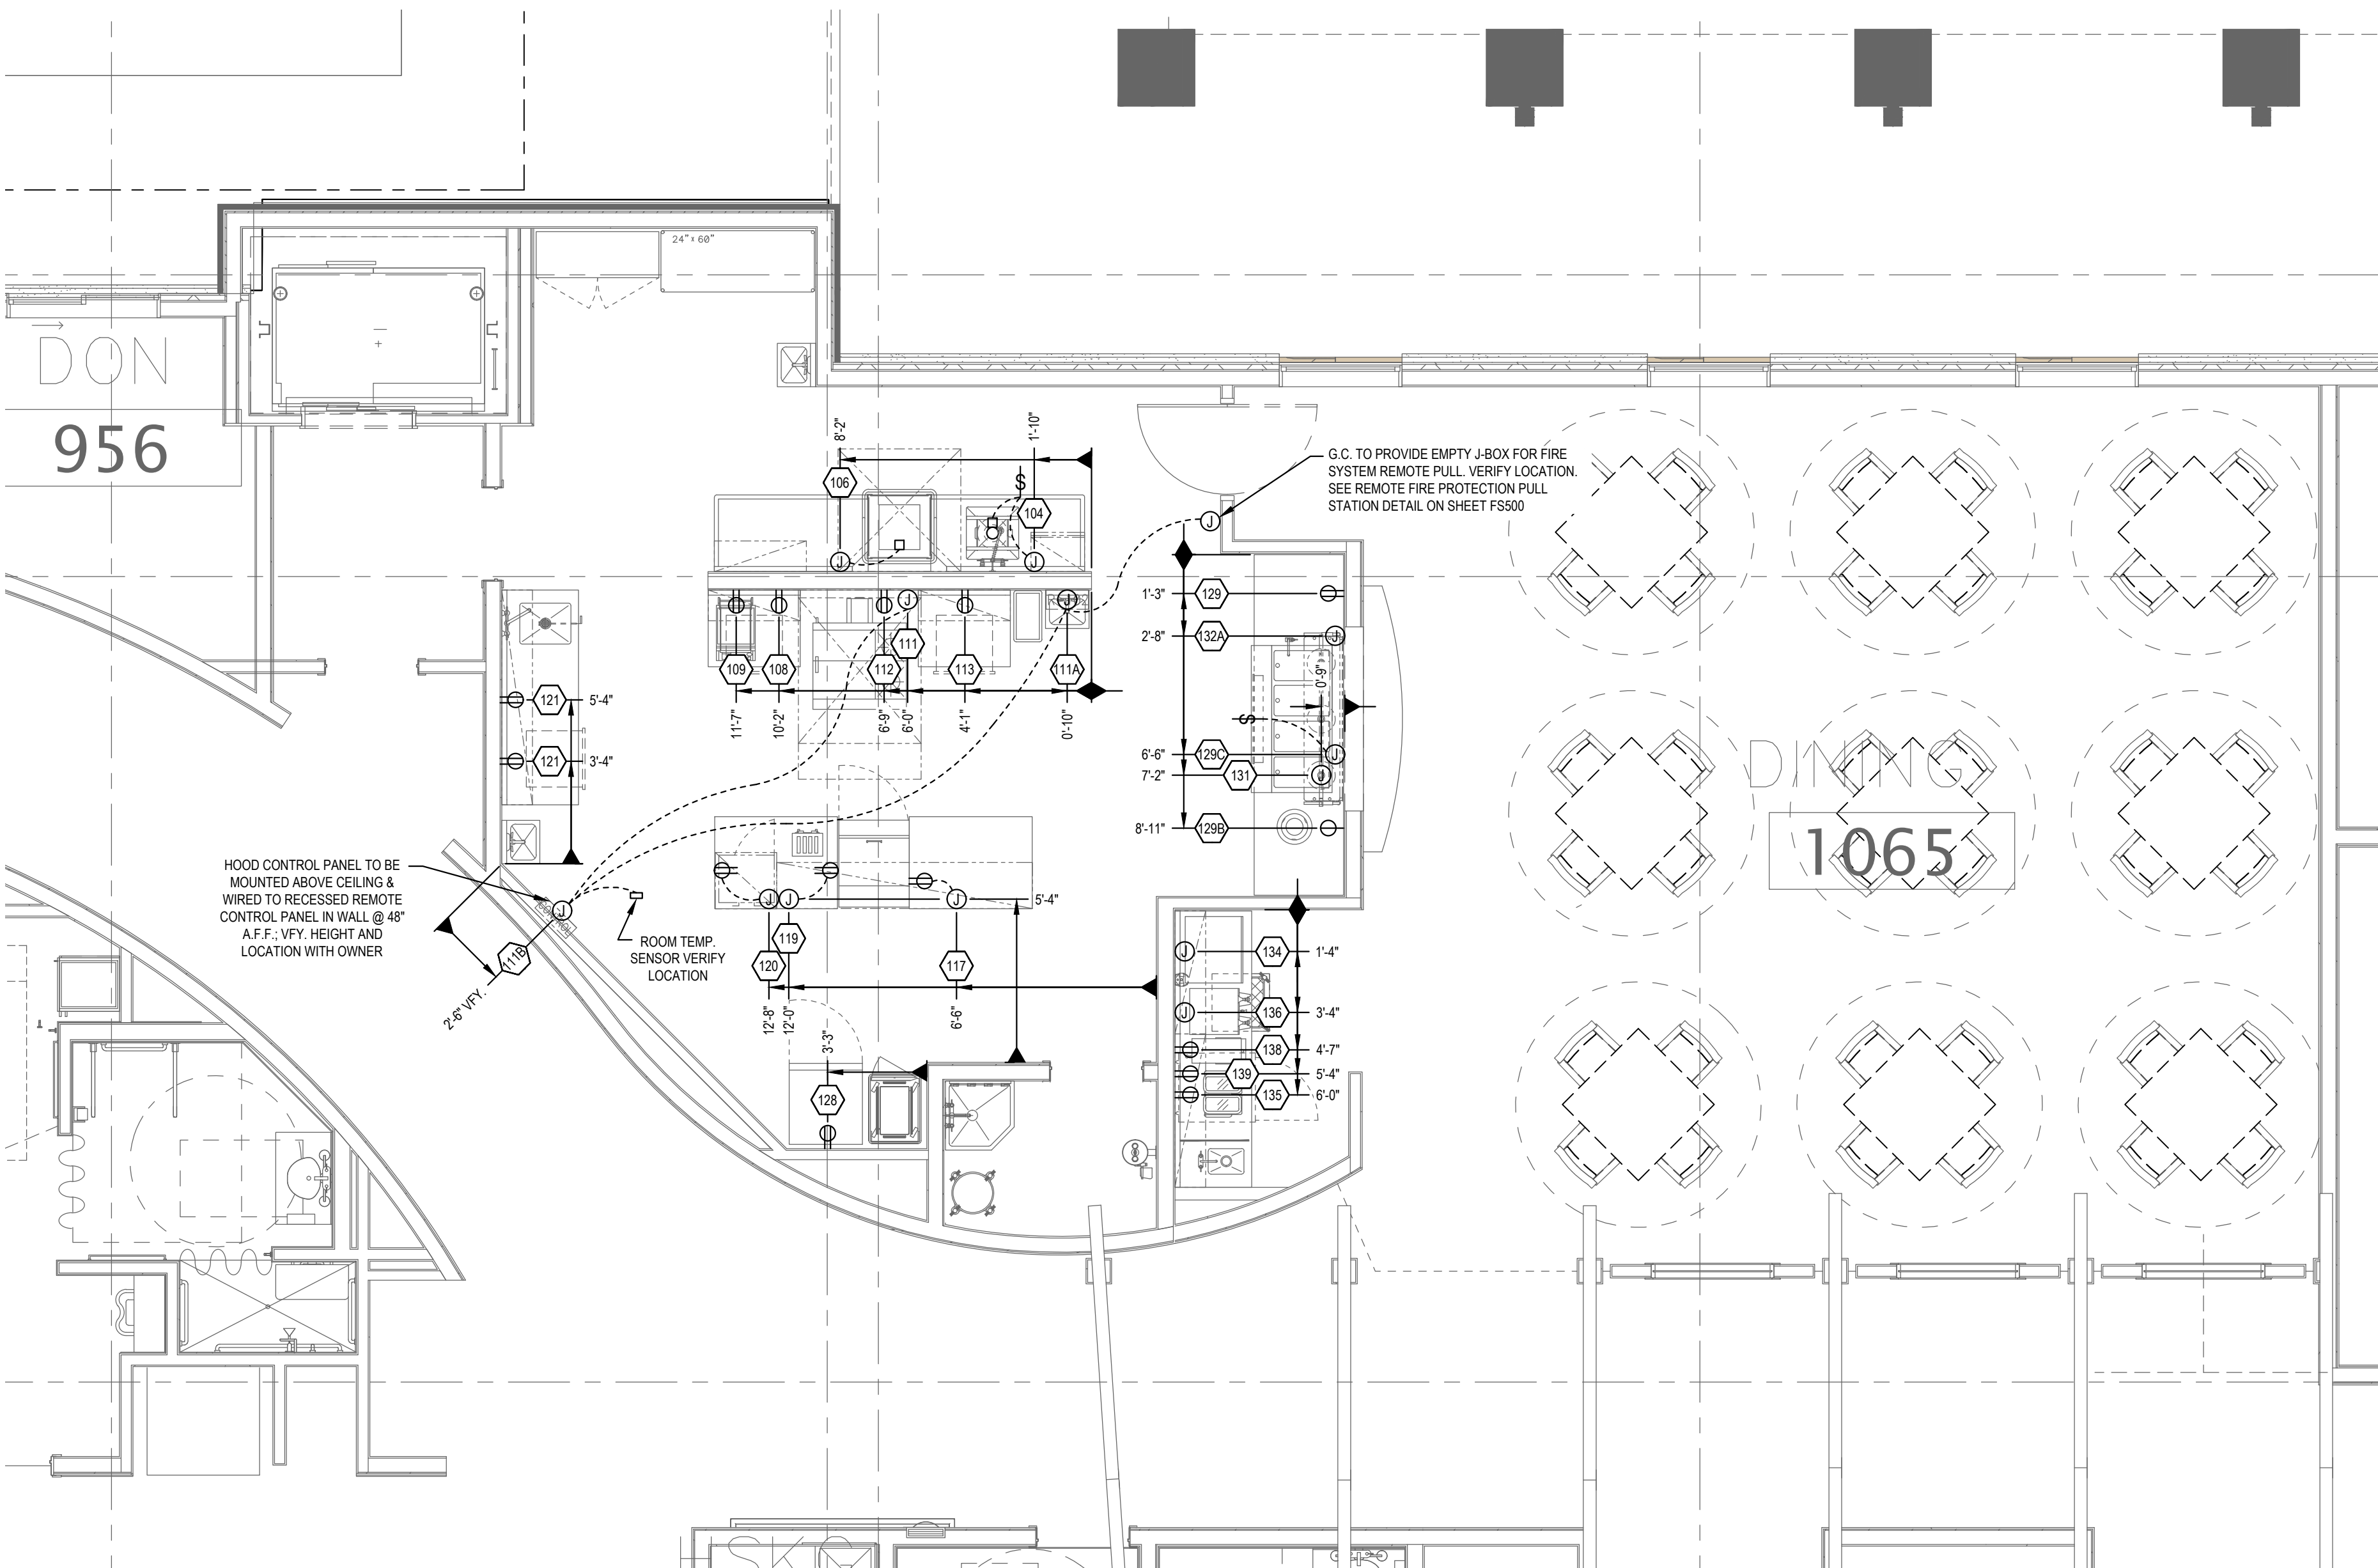 24" x 60"
DON
956
8'-2"
1'-10"
106
S
104
J
J
G.C. TO PROVIDE EMPTY J-BOX FOR FIRE
SYSTEM REMOTE PULL. VERIFY LOCATION.
SEE REMOTE FIRE PROTECTION PULL
STATION DETAIL ON SHEET FS500
J
J
J
109
108
112
111
113
111A
11'-7"
10'-2"
6'-9"
6'-0"
4'-1"
0'-10"
1'-3"
129
2'-8"
132A
J
0'-9"
S
6'-6"
129C
J
7'-2"
131
J
8'-11"
129B
121
5'-4"
121
3'-4"
DINING
1065
HOOD CONTROL PANEL TO BE
MOUNTED ABOVE CEILING &
WIRED TO RECESSED REMOTE
CONTROL PANEL IN WALL @ 48"
A.F.F.; VFY. HEIGHT AND
LOCATION WITH OWNER
J
CONTROL
111B
2'-6" VFY.
ROOM TEMP.
SENSOR VERIFY
LOCATION
J
J
J
5'-4"
119
120
117
12'-8"
12'-0"
6'-6"
3'-3"
128
J
134
1'-4"
J
136
3'-4"
138
4'-7"
139
5'-4"
135
6'-0"